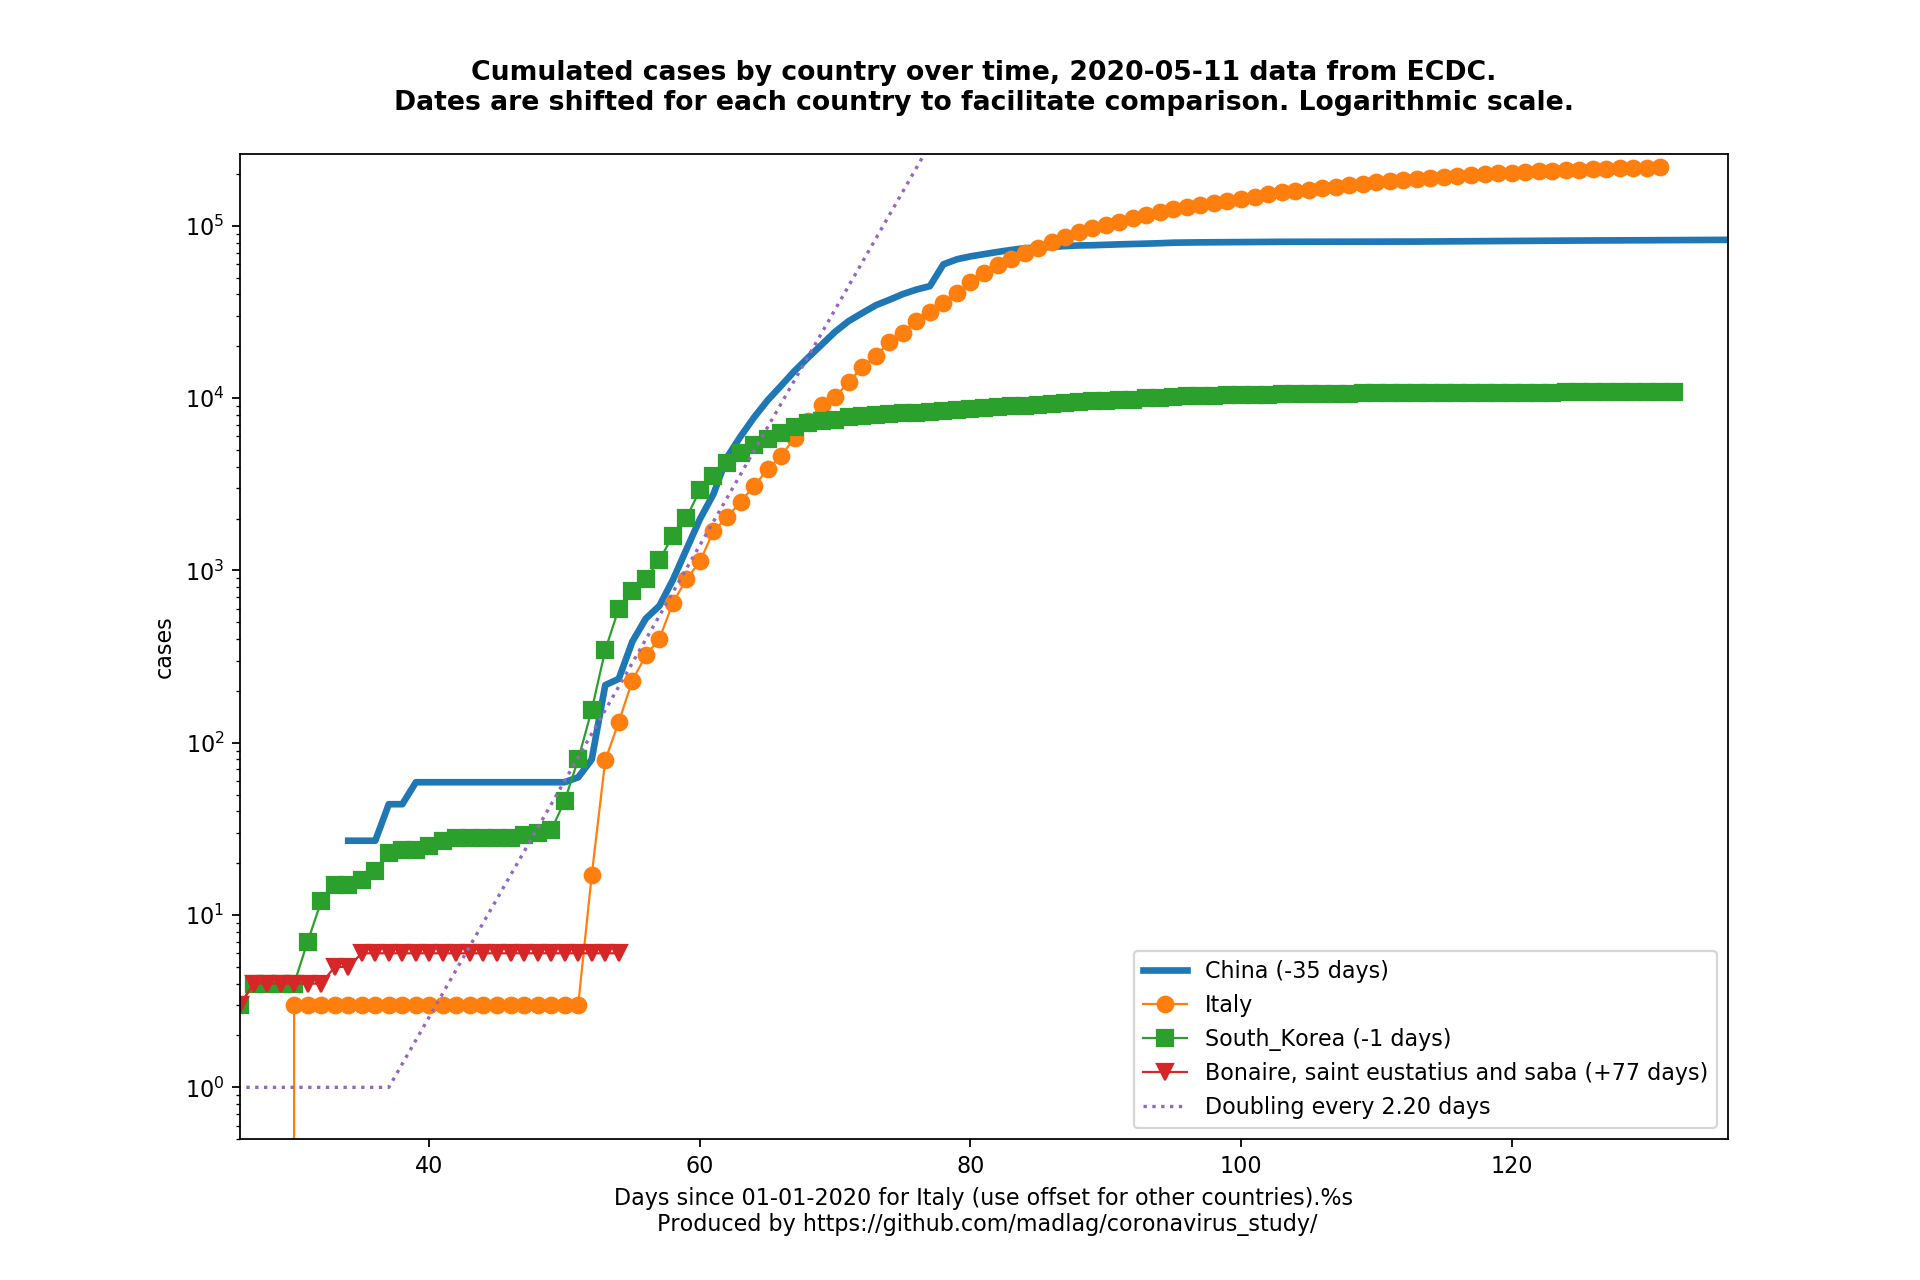 Cumulated cases by country over time, 2020-05-11 data from ECDC.
Dates are shifted for each country to facilitate comparison. Logarithmic scale.
10^5
10^4
10^3
10^2
10^1
10^0
cases
China (-35 days)
Italy
South_Korea (-1 days)
Bonaire, saint eustatius and saba (+77 days)
Doubling every 2.20 days
40 60 80 100 120
Days since 01-01-2020 for Italy (use offset for other countries).%s
Produced by https://github.com/madlag/coronavirus_study/